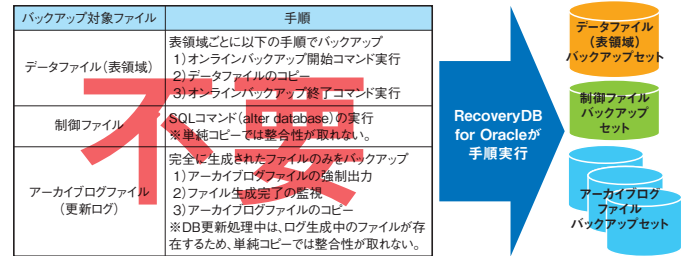 バックアップ対象ファイル
手順
データファイル(表領域)
表領域ごとに以下の手順でバックアップ
1)オンラインバックアップ開始コマンド実行
2)データファイルのコピー
3)オンラインバックアップ終了コマンド実行
制御ファイル
SQLコマンド(alter database)の実行
※単純コピーでは整合性が取れない。
アーカイブログファイル
(更新ログ)
完全に生成されたファイルのみをバックアップ
1)アーカイブログファイルの強制出力
2)ファイル生成完了の監視
3)アーカイブログファイルのコピー
※DB更新処理中は、ログ生成中のファイルが存
在するため、単純コピーでは整合性が取れない。
不要
RecoveryDB
for Oracleが
手順実行
データファイル
(表領域)
バックアップセット
制御ファイル
バックアップ
セット
アーカイブログ
ファイル
バックアップセット